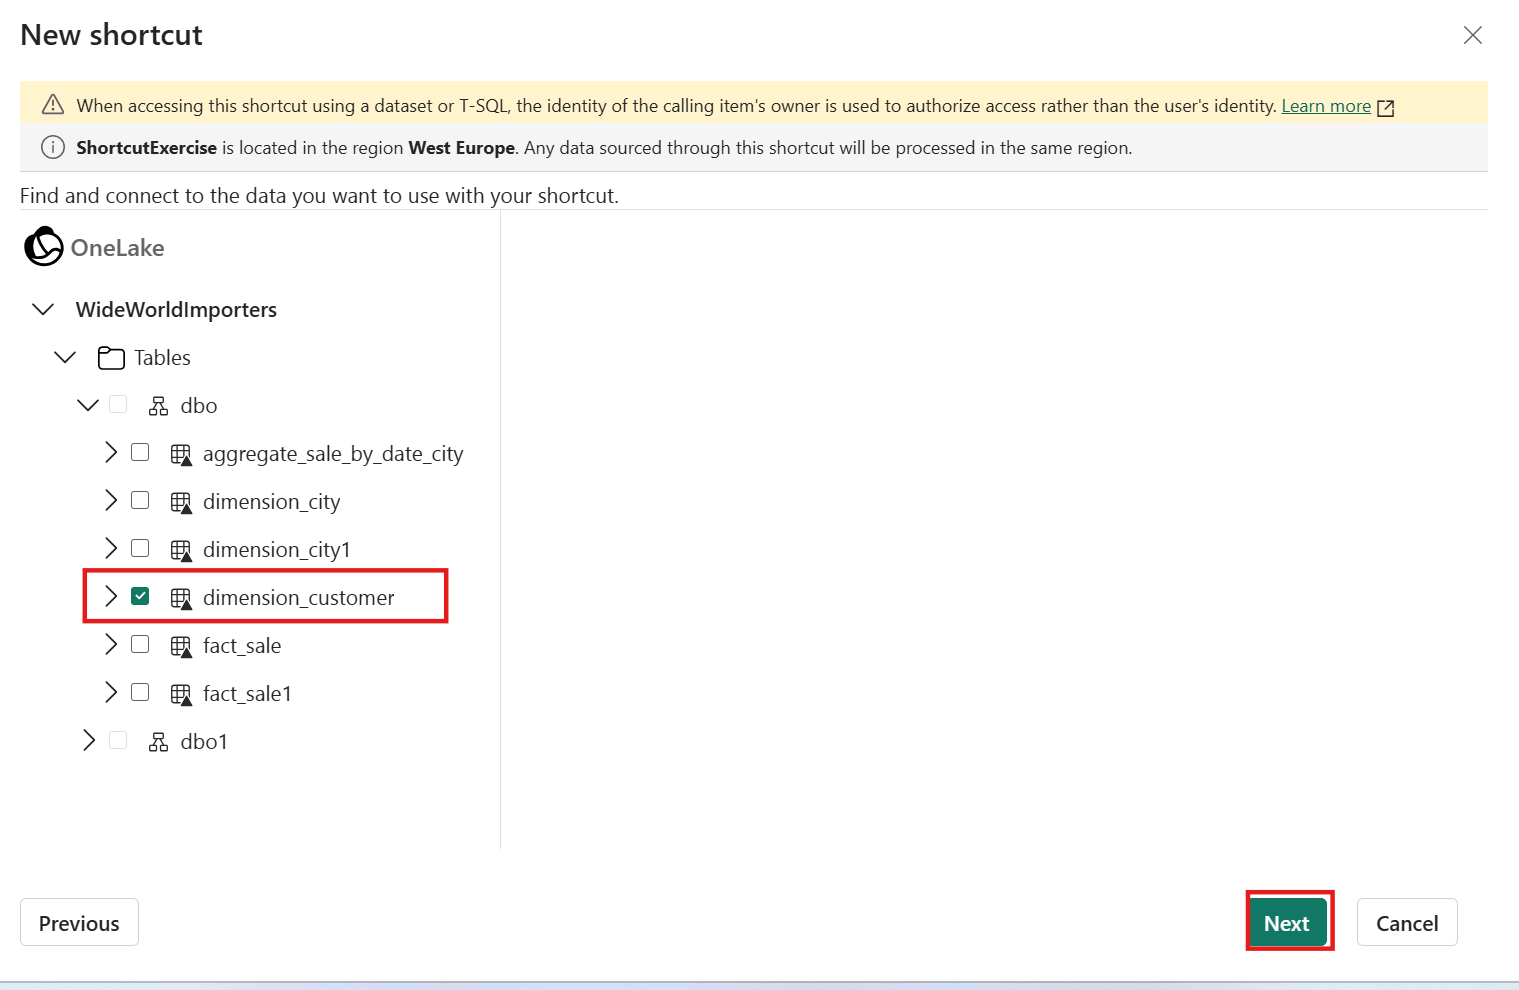 New shortcut
When accessing this shortcut using a dataset or T-SQL, the identity of the calling item's owner is used to authorize access rather than the user's identity. Learn more
ShortcutExercise is located in the region West Europe. Any data sourced through this shortcut will be processed in the same region.
Find and connect to the data you want to use with your shortcut.
OneLake
WideWorldImporters
Tables
dbo
aggregate_sale_by_date_city
dimension_city
dimension_city1
dimension_customer
fact_sale
fact_sale1
dbo1
Previous
Next
Cancel